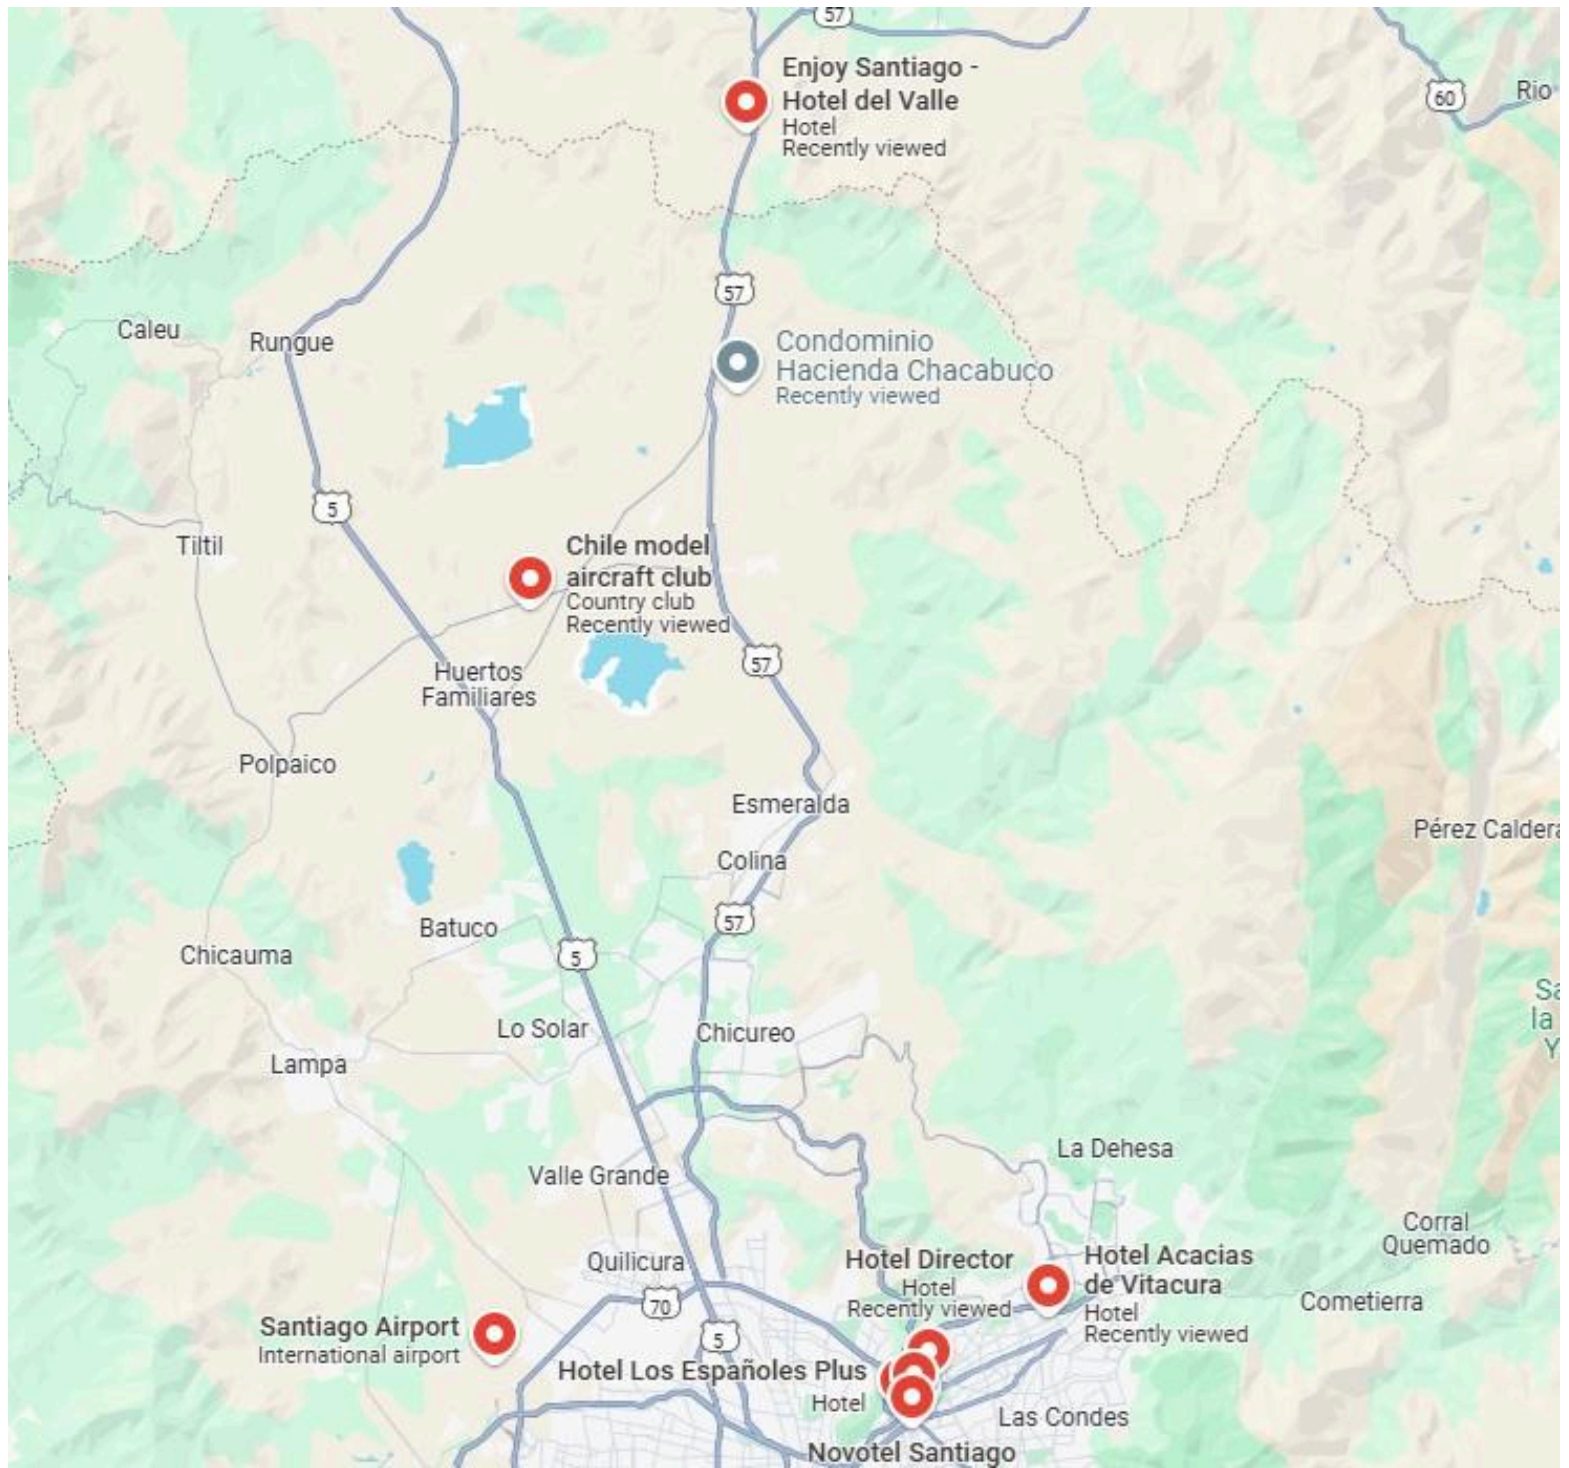 57
Enjoy Santiago -
Hotel del Valle
Hotel
Recently viewed
60
Rio
57
Caleu
Rungue
Condominio
Hacienda Chacabuco
Recently viewed
5
Tiltil
Chile model
aircraft club
Country club
Recently viewed
57
Huertos
Familiares
Polpaico
Esmeralda
Pérez Caldera
Colina
57
Batuco
5
Chicauma
Sa
la
Y
Lo Solar
Chicureo
Lampa
La Dehesa
Valle Grande
Corral
Quemado
Quilicura
Hotel Director
Hotel
Recently viewed
Hotel Acacias
de Vitacura
Hotel
Recently viewed
70
Cometierra
Santiago Airport
International airport
5
Hotel Los Españoles Plus
Hotel
Las Condes
Novotel Santiago